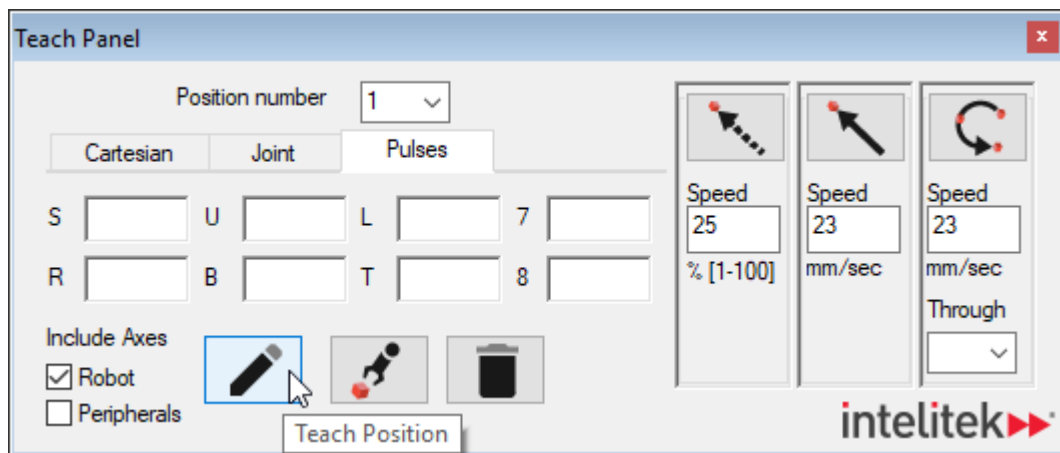 Teach Panel
x
Position number 1
Cartesian Joint Pulses
S U L 7
R B T 8
Include Axes
Robot
Peripherals
Teach Position
Speed Speed Speed
25 23 23
% [1-100] mm/sec mm/sec
Through
intelitek